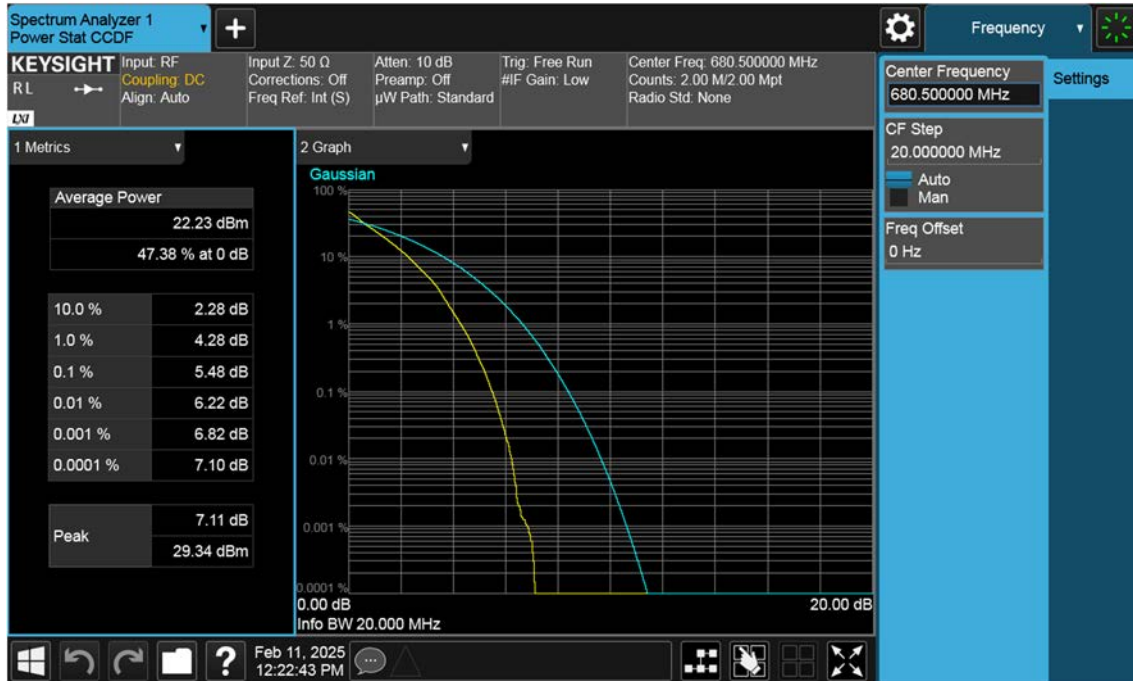 Spectrum Analyzer 1
Power Stat CCDF
Frequency
KEYSIGHT
R L
LXI
Input: RF
Coupling: DC
Align: Auto
Input Z: 50 Ω
Corrections: Off
Freq Ref: Int (S)
Atten: 10 dB
Preamp: Off
µW Path: Standard
Trig: Free Run
#IF Gain: Low
Center Freq: 680.500000 MHz
Counts: 2.00 M/2.00 Mpt
Radio Std: None
Center Frequency
680.500000 MHz
Settings
CF Step
20.000000 MHz
Auto
Man
Freq Offset
0 Hz
1 Metrics
Average Power
22.23 dBm
47.38 % at 0 dB
10.0 % 2.28 dB
1.0 % 4.28 dB
0.1 % 5.48 dB
0.01 % 6.22 dB
0.001 % 6.82 dB
0.0001 % 7.10 dB
Peak
7.11 dB
29.34 dBm
2 Graph
Gaussian
100 %
10 %
1 %
0.1 %
0.01 %
0.001 %
0.0001 %
0.00 dB 20.00 dB
Info BW 20.000 MHz
?
Feb 11, 2025
12:22:43 PM